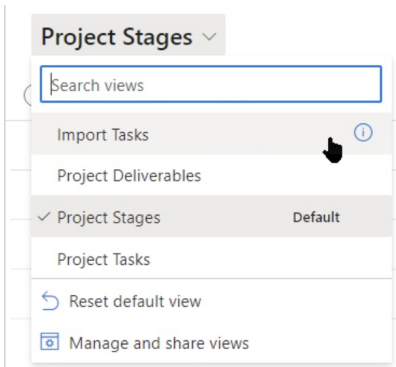 Project Stages
Search views
Import Tasks
Project Deliverables
Project Stages Default
Project Tasks
Reset default view
Manage and share views